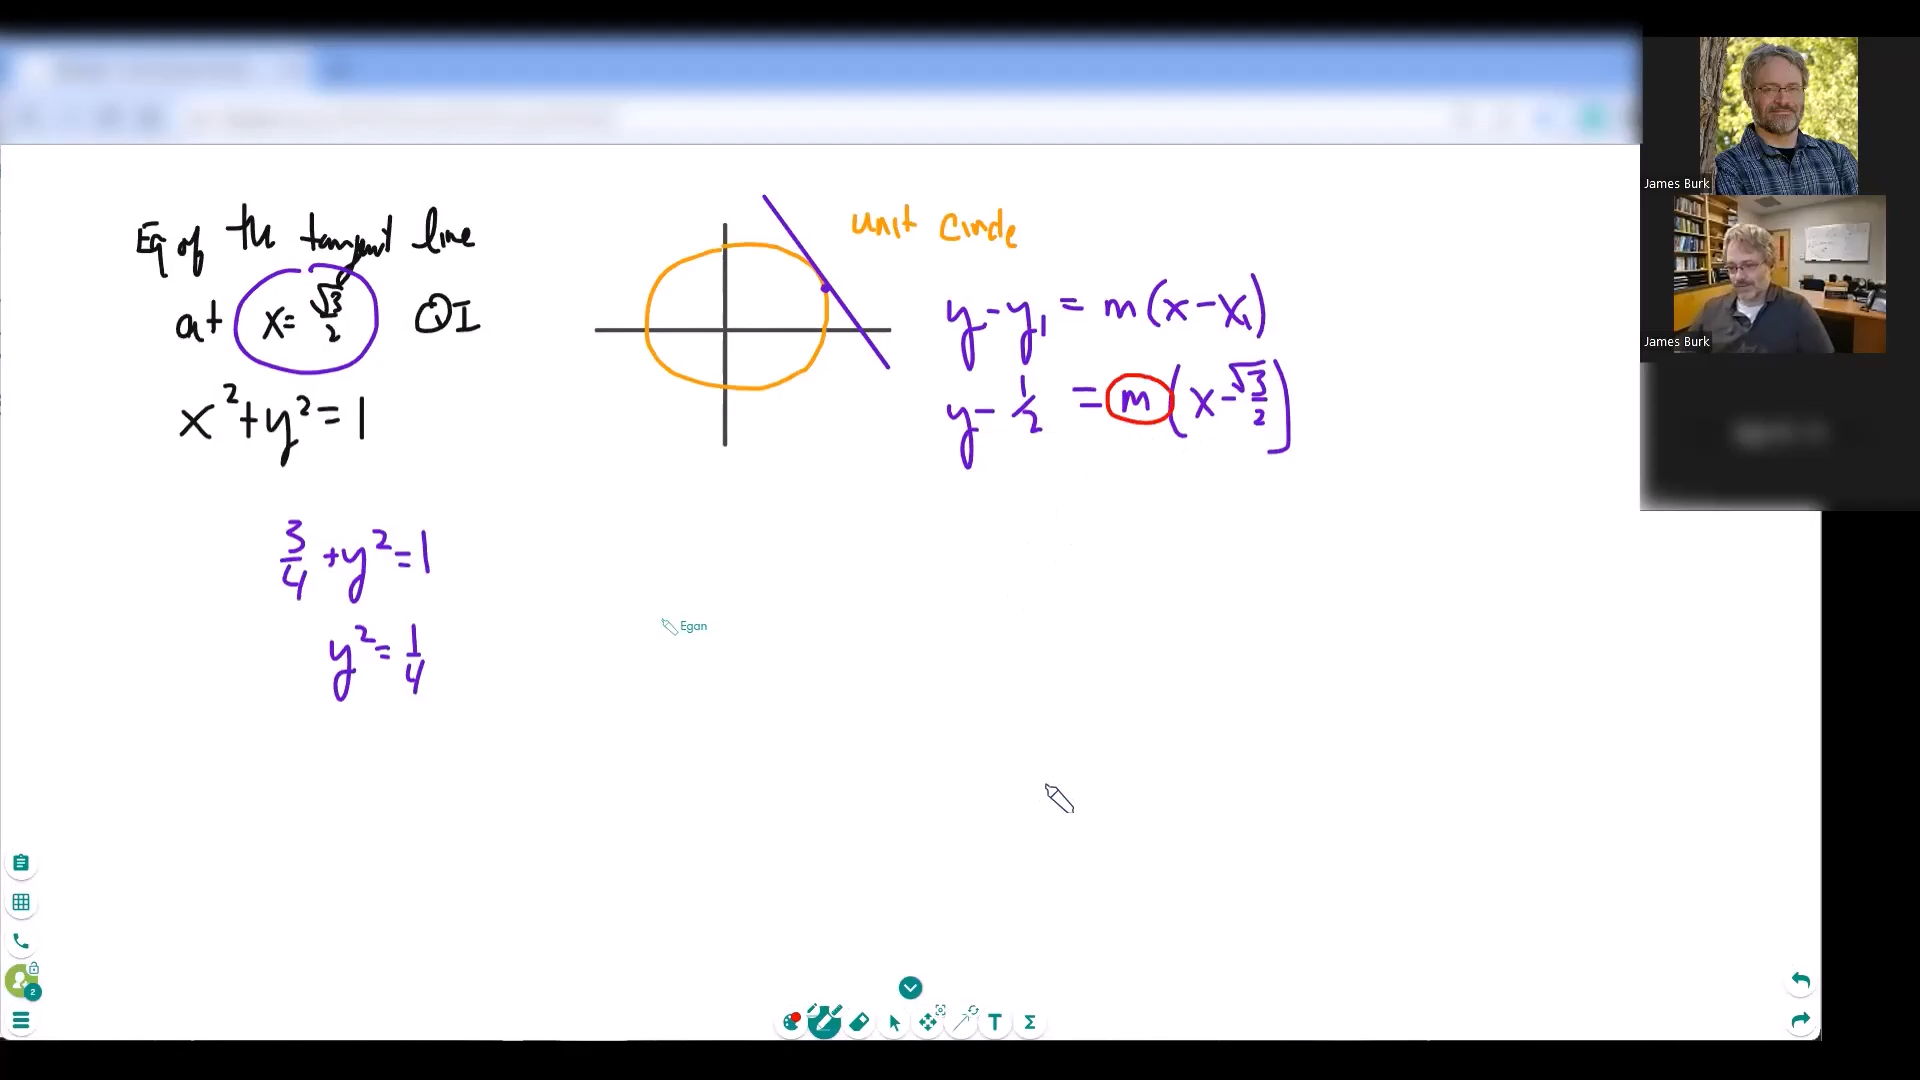 Eq of the tangent line
at x = √3/2 QI
x² + y² = 1
3/4 + y² = 1
y² = 1/4
unit circle
y - y₁ = m(x - x₁)
y - 1/2 = m(x - √3/2)
Egan
James Burk
James Burk
2
T
Σ